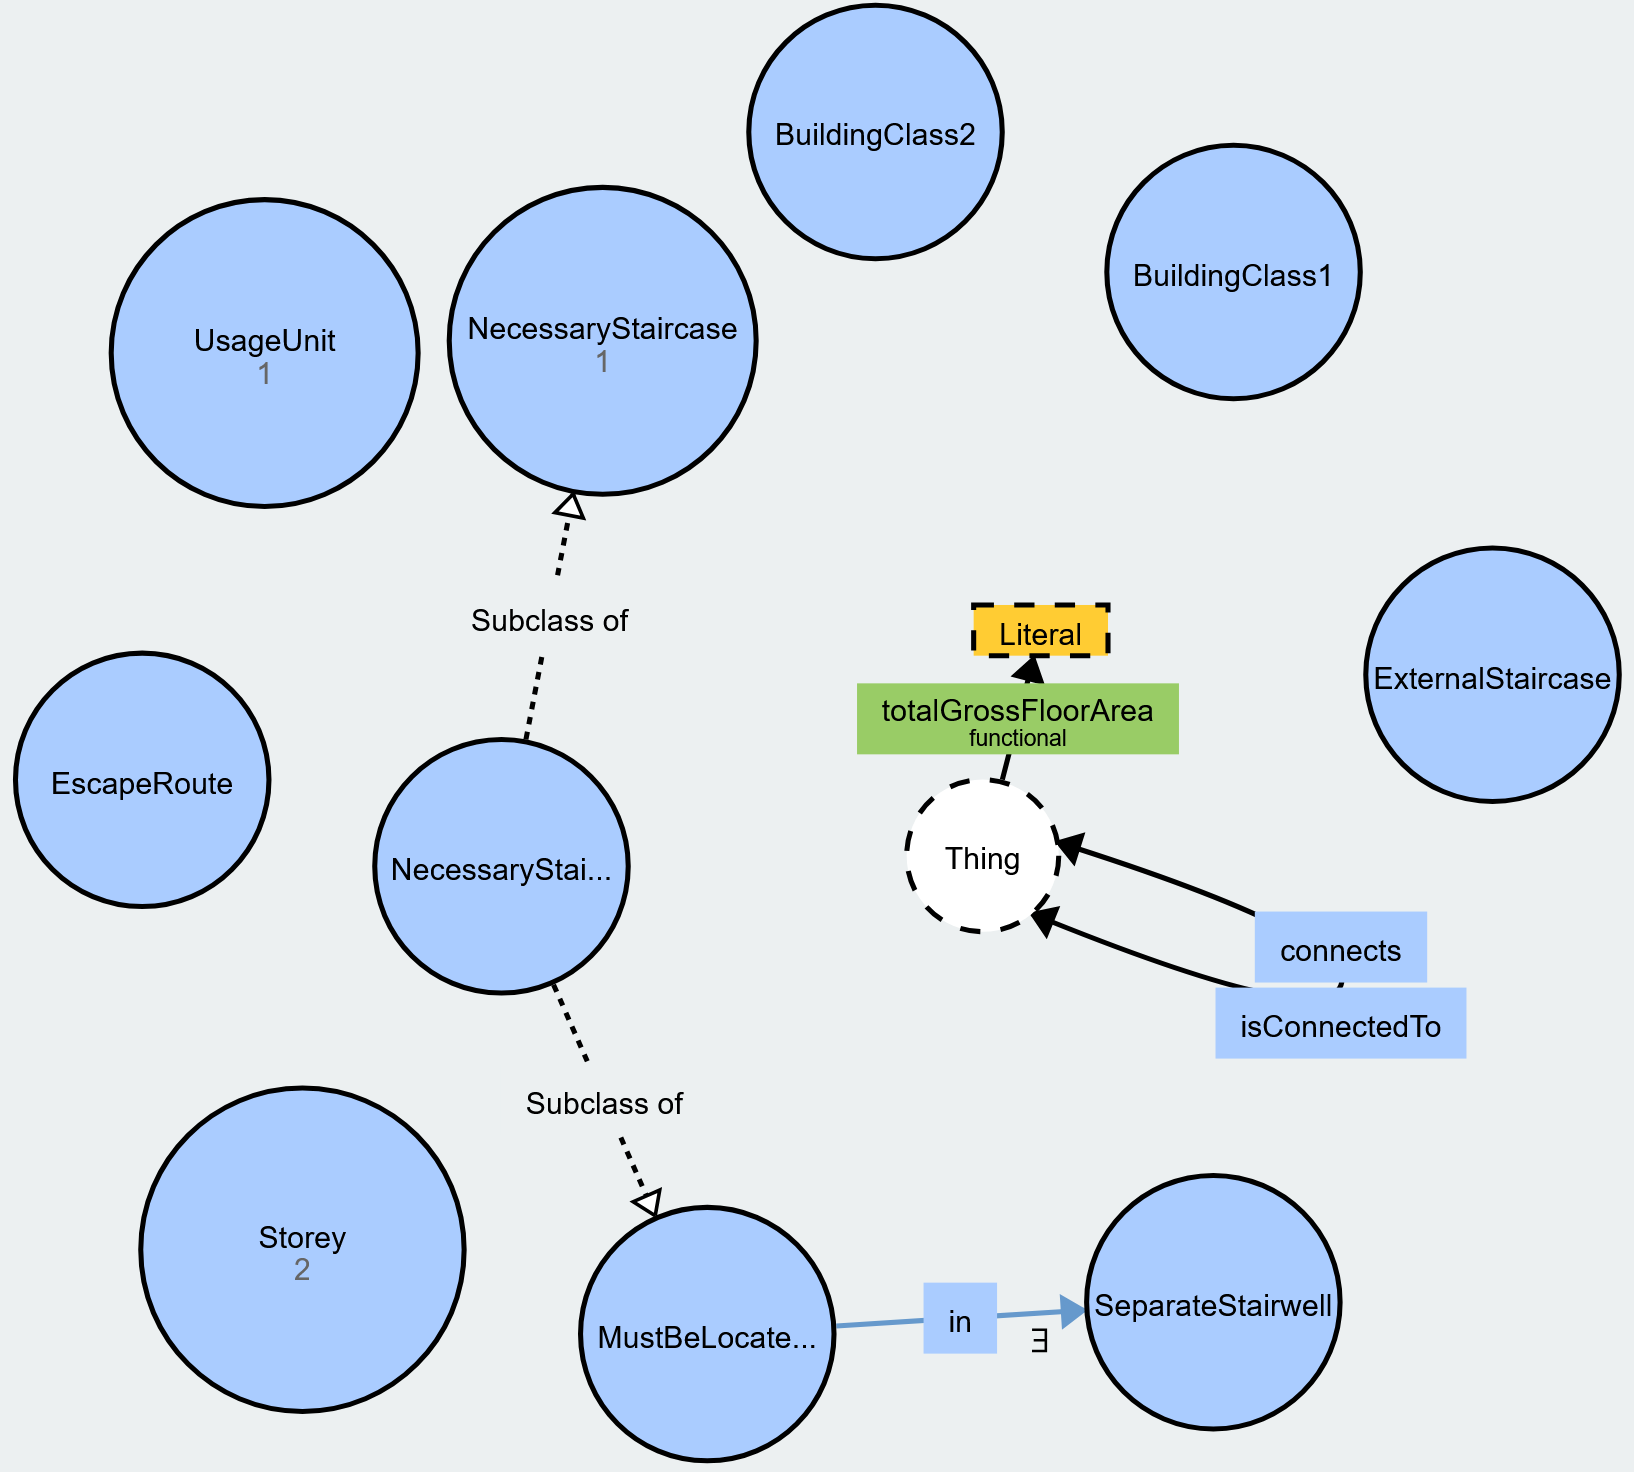 BuildingClass2
BuildingClass1
UsageUnit
1
NecessaryStaircase
1
Subclass of
Literal
totalGrossFloorArea
functional
ExternalStaircase
EscapeRoute
NecessaryStai...
Thing
connects
isConnectedTo
Subclass of
Storey
2
MustBeLocate...
in
∃
SeparateStairwell